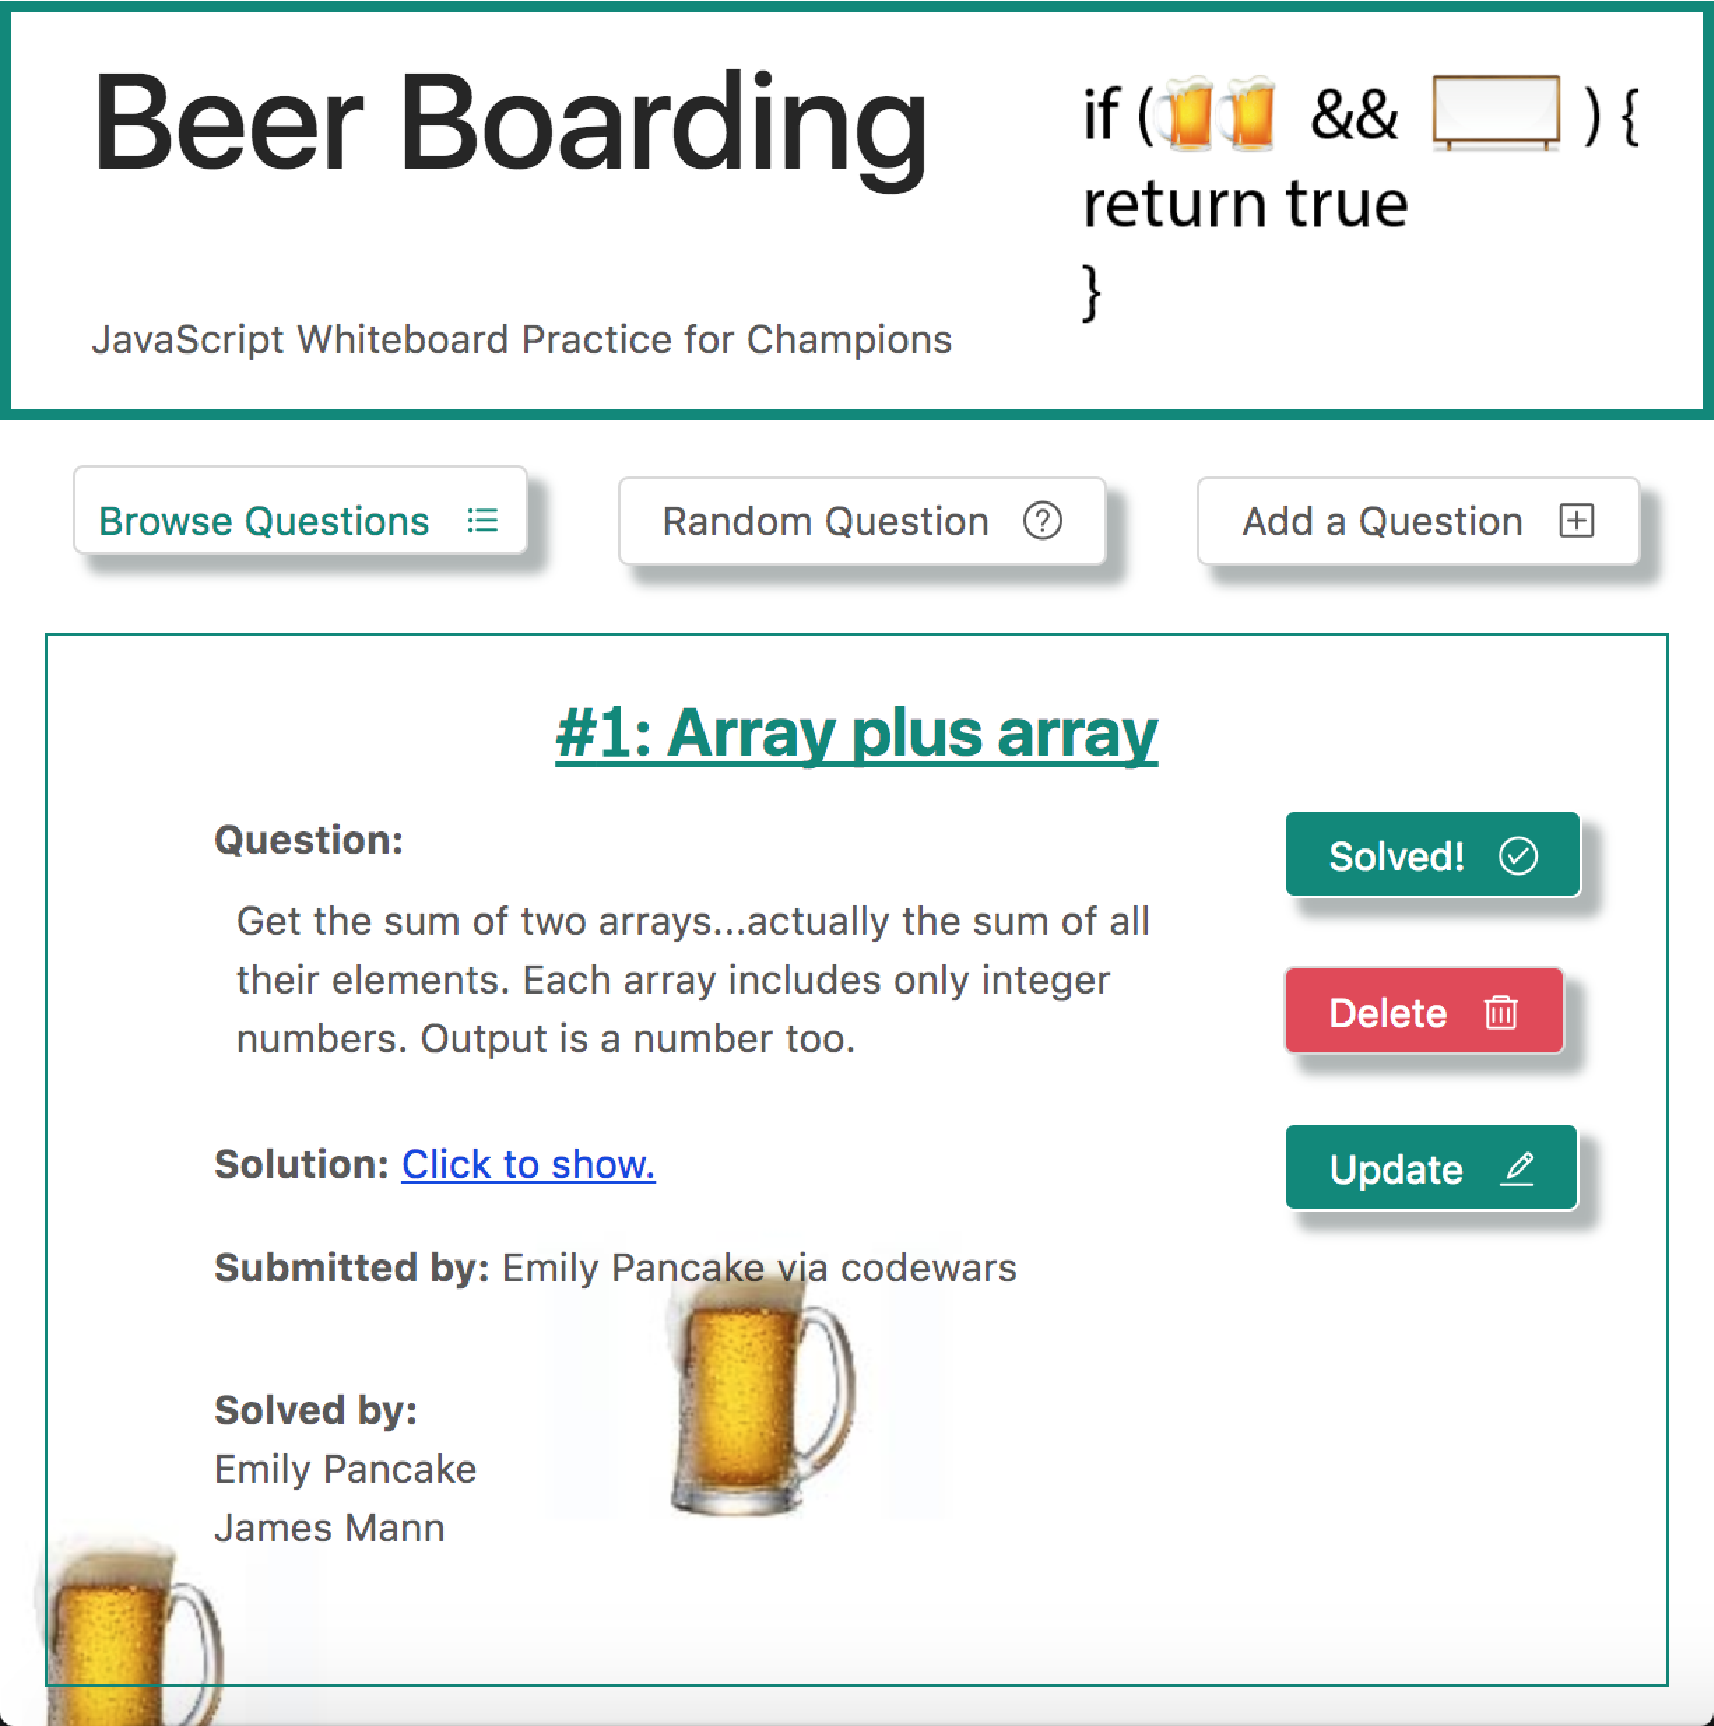 Beer Boarding
JavaScript Whiteboard Practice for Champions
if (🍺🍺 && ) {
return true
}
Browse Questions
Random Question
Add a Question
#1: Array plus array
Question:
Get the sum of two arrays...actually the sum of all
their elements. Each array includes only integer
numbers. Output is a number too.
Solution: Click to show.
Submitted by: Emily Pancake via codewars
Solved by:
Emily Pancake
James Mann
Solved!
Delete
Update